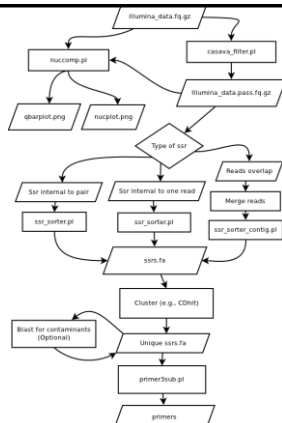 Illumina_data.fq.gz
nuccomp.pl
casava_filter.pl
Illumina_data.pass.fq.gz
qbarplot.png
nucplot.png
Type of ssr
Reads overlap
Ssr internal to pair
Ssr internal to one read
Merge reads
ssr_sorter.pl
ssr_sorter.pl
ssr_sorter_contig.pl
ssrs.fa
Cluster (e.g., CDhit)
Blast for contaminants
(Optional)
Unique ssrs.fa
primer3sub.pl
primers